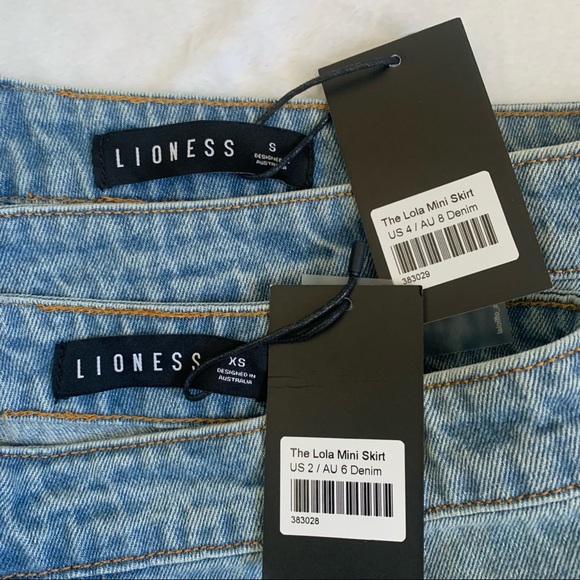 LIONESS
S
DESIGNED IN
AUSTRALIA
The Lola Mini Skirt
US 4 / AU 8 Denim
383029
LIONESS
XS
DESIGNED IN
AUSTRALIA
The Lola Mini Skirt
US 2 / AU 6 Denim
383028